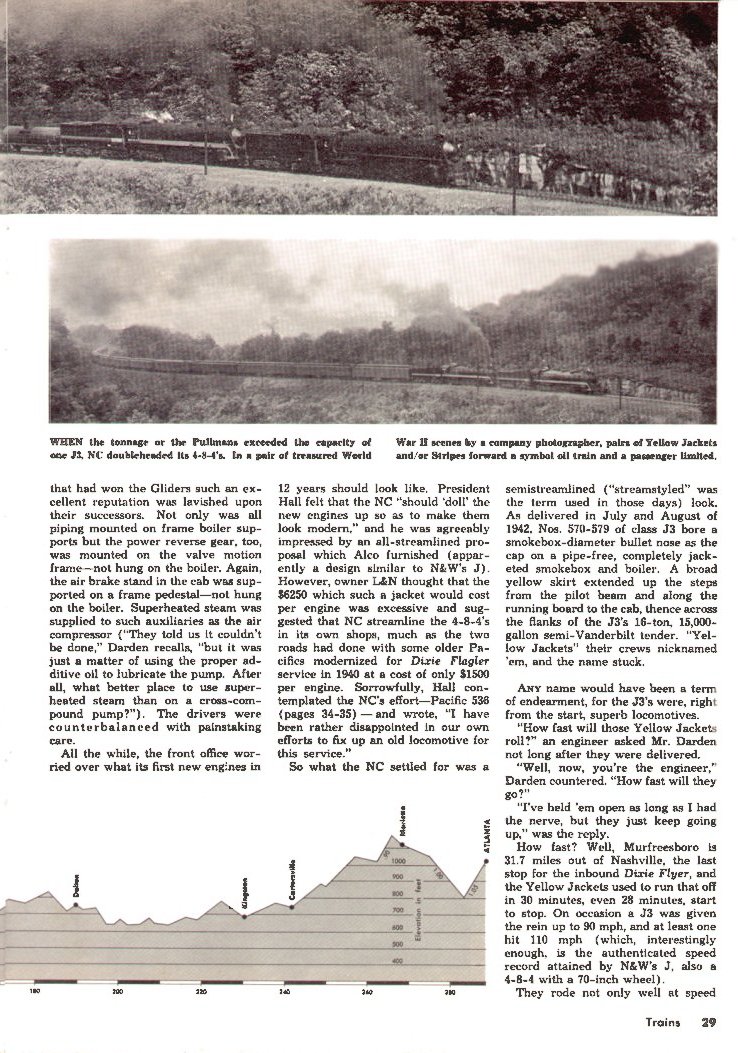 WHEN the tonnage or the Pullmans exceeded the capacity of
one J3, NC doubleheaded its 4-8-4's. In a pair of treasured World
War II scenes by a company photographer, pairs of Yellow Jackets
and/or Stripes forward a symbol oil train and a passenger limited.
that had won the Gliders such an ex-
cellent reputation was lavished upon
their successors. Not only was all
piping mounted on frame boiler sup-
ports but the power reverse gear, too,
was mounted on the valve motion
frame—not hung on the boiler. Again,
the air brake stand in the cab was sup-
ported on a frame pedestal—not hung
on the boiler. Superheated steam was
supplied to such auxiliaries as the air
compressor ("They told us it couldn't
be done," Darden recalls, "but it was
just a matter of using the proper ad-
ditive oil to lubricate the pump. After
all, what better place to use super-
heated steam than on a cross-com-
pound pump?"). The drivers were
counterbalanced with painstaking
care.
All the while, the front office wor-
ried over what its first new engines in
12 years should look like. President
Hall felt that the NC "should 'doll' the
new engines up so as to make them
look modern," and he was agreeably
impressed by an all-streamlined pro-
posal which Alco furnished (appar-
ently a design similar to N&W's J).
However, owner L&N thought that the
$6250 which such a jacket would cost
per engine was excessive and sug-
gested that NC streamline the 4-8-4's
in its own shops, much as the two
roads had done with some older Pa-
cifics modernized for Dixie Flagler
service in 1940 at a cost of only $1500
per engine. Sorrowfully, Hall con-
templated the NC's effort—Pacific 536
(pages 34-35) — and wrote, "I have
been rather disappointed in our own
efforts to fix up an old locomotive for
this service."
So what the NC settled for was a
semistreamlined ("streamstyled" was
the term used in those days) look.
As delivered in July and August of
1942, Nos. 570-579 of class J3 bore a
smokebox-diameter bullet nose as the
cap on a pipe-free, completely jack-
eted smokebox and boiler. A broad
yellow skirt extended up the steps
from the pilot beam and along the
running board to the cab, thence across
the flanks of the J3's 16-ton, 15,000-
gallon semi-Vanderbilt tender. "Yel-
low Jackets" their crews nicknamed
'em, and the name stuck.
ANY name would have been a term
of endearment, for the J3's were, right
from the start, superb locomotives.
"How fast will those Yellow Jackets
roll?" an engineer asked Mr. Darden
not long after they were delivered.
"Well, now, you're the engineer,"
Darden countered. "How fast will they
go?"
"I've held 'em open as long as I had
the nerve, but they just keep going
up," was the reply.
How fast? Well, Murfreesboro is
31.7 miles out of Nashville, the last
stop for the inbound Dixie Flyer, and
the Yellow Jackets used to run that off
in 30 minutes, even 28 minutes, start
to stop. On occasion a J3 was given
the rein up to 90 mph, and at least one
hit 110 mph (which, interestingly
enough, is the authenticated speed
record attained by N&W's J, also a
4-8-4 with a 70-inch wheel).
They rode not only well at speed
Dalton
Kingston
Cartersville
Marietta
ATLANTA
1000
900
800
700
600
500
400
Elevation in feet
180
200
220
240
260
280
Trains 29